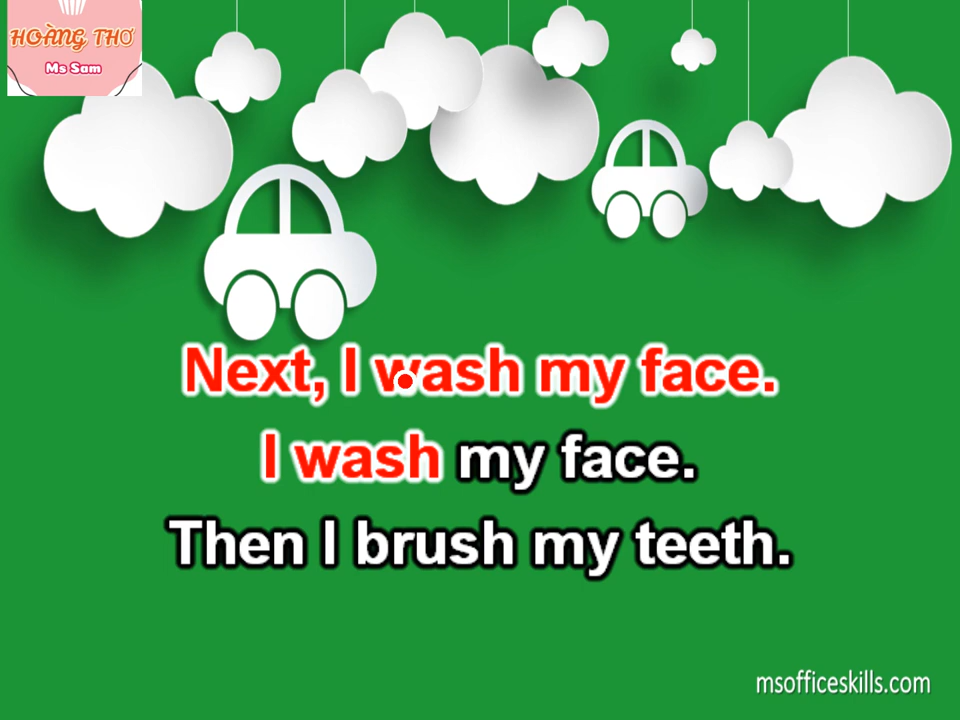 HOÀNG THƠ
Ms Sam
Next, I wash my face.
I wash my face.
Then I brush my teeth.
msofficeskills.com